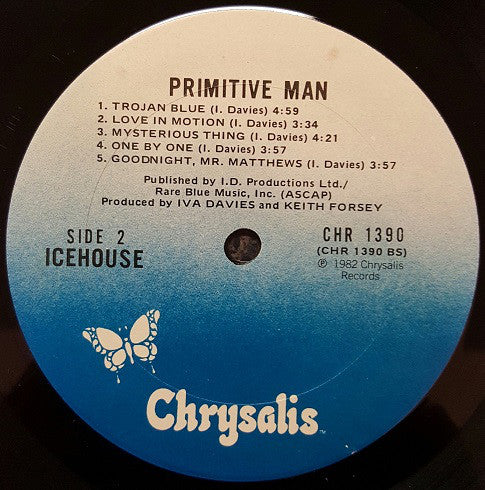 PRIMITIVE MAN
1. TROJAN BLUE (I. Davies) 4:59
2. LOVE IN MOTION (I. Davies) 3:34
3. MYSTERIOUS THING (I. Davies) 4:21
4. ONE BY ONE (I. Davies) 3:57
5. GOODNIGHT, MR. MATTHEWS (I. Davies) 3:57
Published by I.D. Productions Ltd./
Rare Blue Music, Inc. (ASCAP)
Produced by IVA DAVIES and KEITH FORSEY
SIDE 2
ICEHOUSE
CHR 1390
(CHR 1390 BS)
℗ 1982 Chrysalis
Records
Chrysalis™